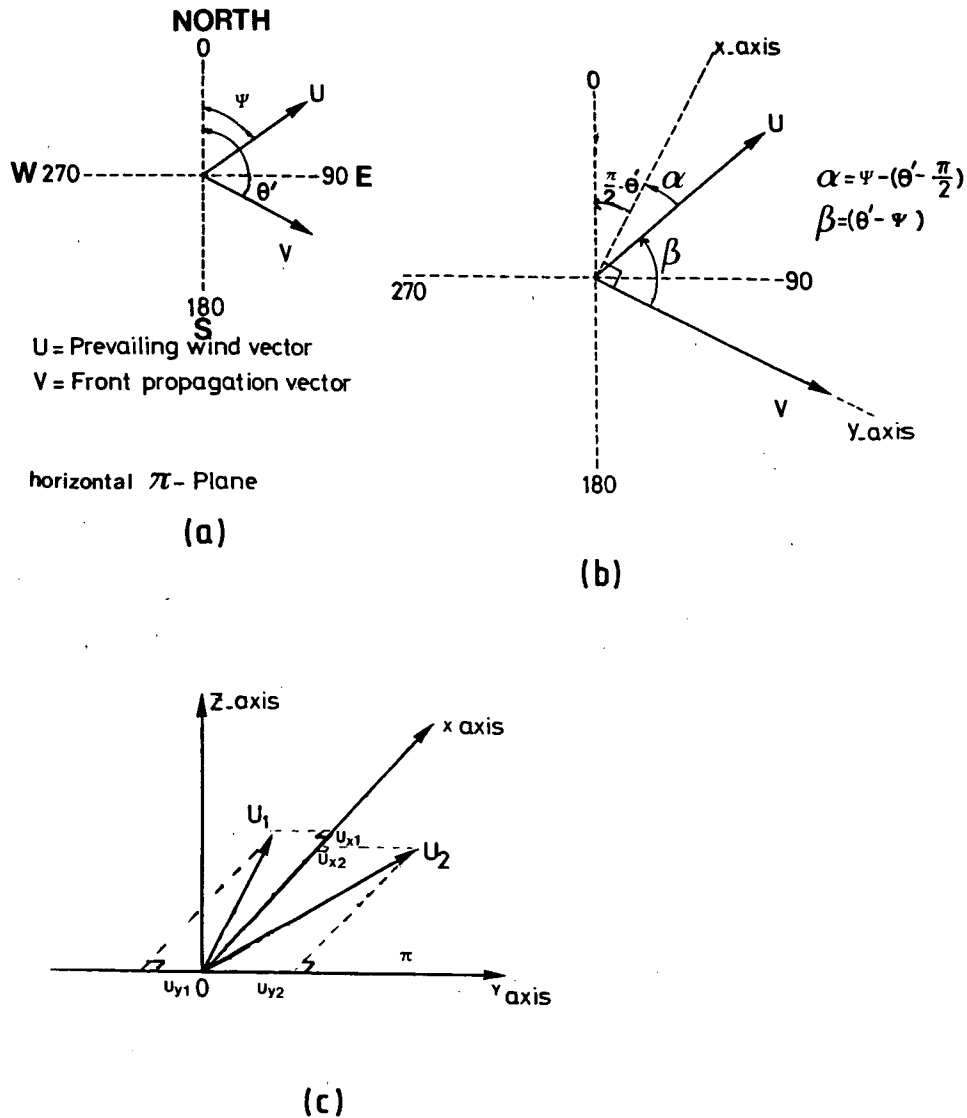 NORTH
0
Ψ
U
W 270
90 E
θ′
V
180
S
U = Prevailing wind vector
V = Front propagation vector
horizontal π - Plane
(a)
x_axis
0
U
π/2 - θ′
α
α = Ψ - (θ′ - π/2)
β = (θ′ - Ψ)
β
270
90
V
y_axis
180
(b)
Z_axis
x axis
U1
Ux1
Ux2
U2
π
uy1 0 uy2
Y axis
(c)